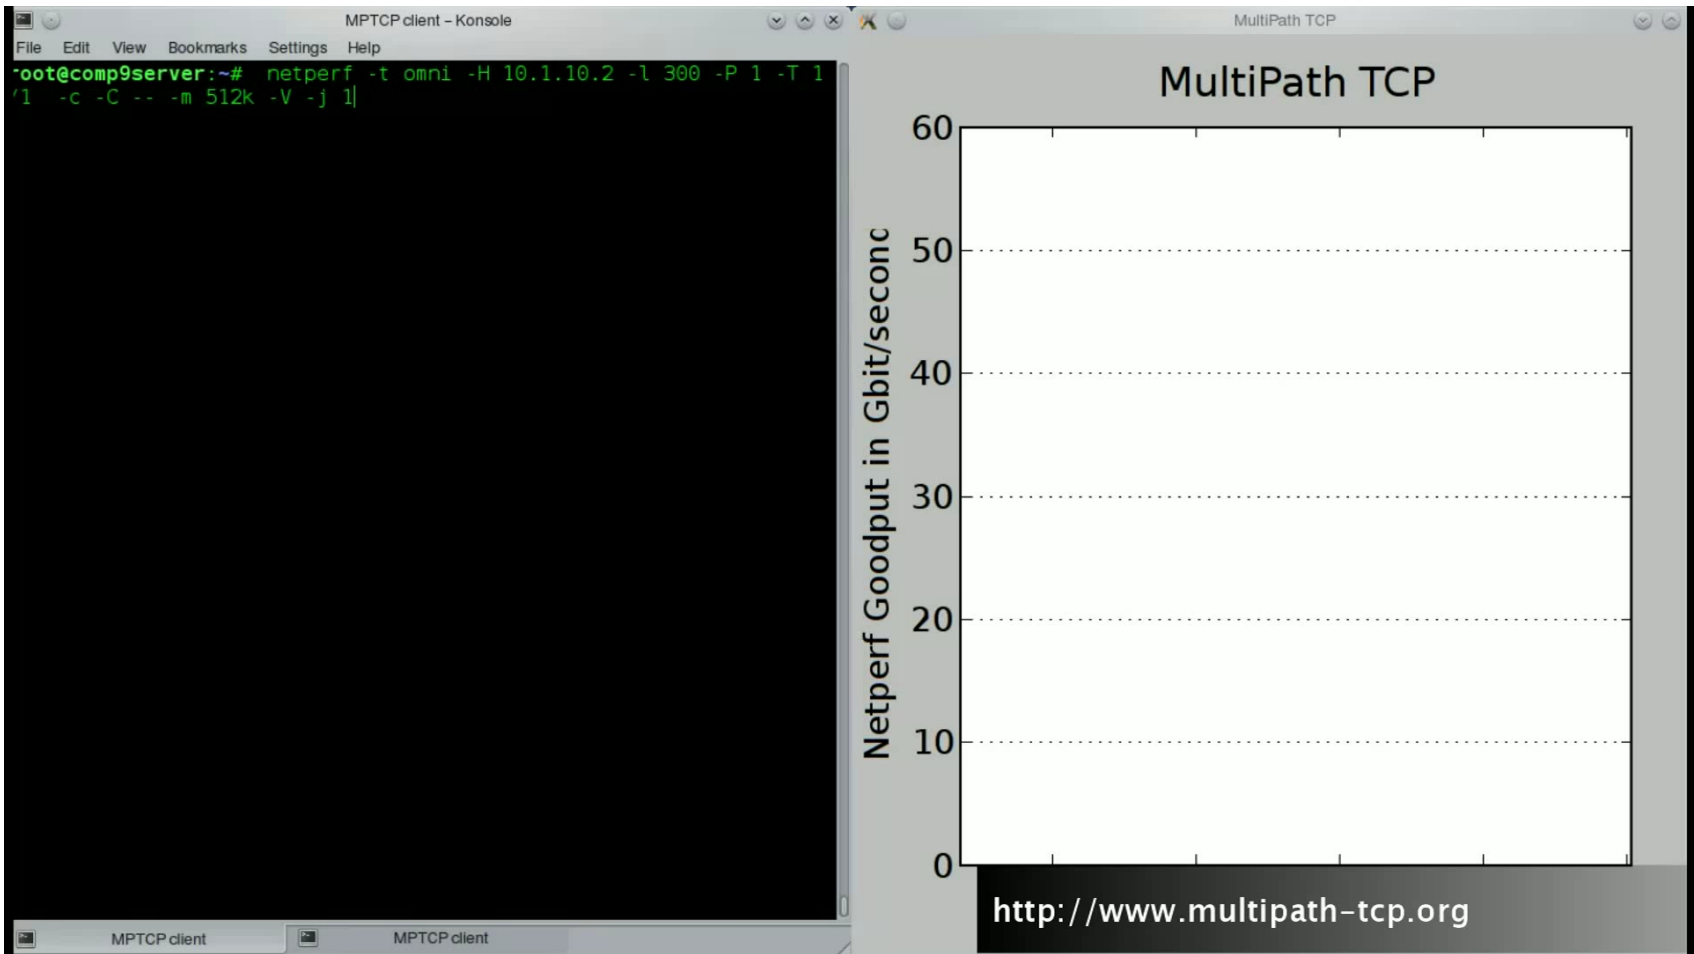 MPTCP client – Konsole
File Edit View Bookmarks Settings Help
root@comp9server:~# netperf -t omni -H 10.1.10.2 -l 300 -P 1 -T 1
/1 -c -C -- -m 512k -V -j 1
MPTCP client
MPTCP client
MultiPath TCP
MultiPath TCP
Netperf Goodput in Gbit/second
60
50
40
30
20
10
0
http://www.multipath-tcp.org